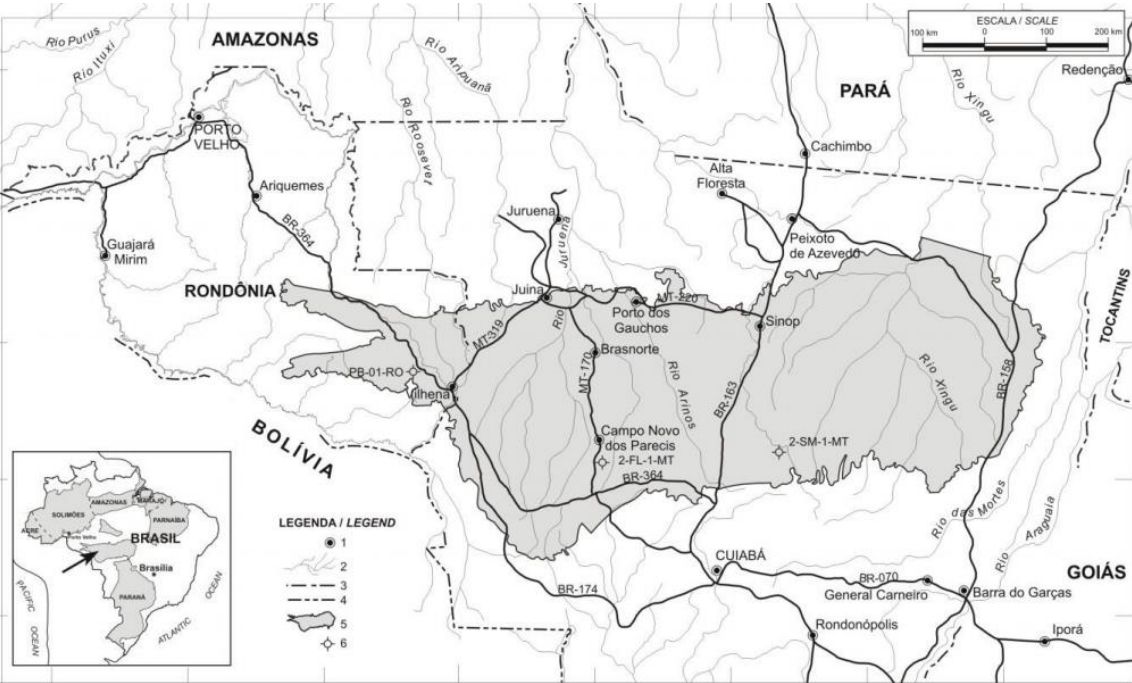 ESCALA / SCALE
100 km 0 100 200 km
AMAZONAS
Rio Purus
Rio Ituxi
Rio Aripuanã
Rio Roosevelt
PARÁ
Rio Xingu
Redenção
PORTO
VELHO
Cachimbo
Ariquemes
Alta
Floresta
BR-364
Juruena
Juruena
Peixoto
de Azevedo
Guajará
Mirim
RONDÔNIA
TOCANTINS
Juina
Rio
MT-220
Porto dos
Gauchos
Sinop
MT-319
Brasnorte
PB-01-RO
MT-170
Rio Arinos
BR-163
Rio Xingu
BR-158
Vilhena
BOLÍVIA
Campo Novo
dos Parecis
2-FL-1-MT
2-SM-1-MT
BR-364
Rio das Mortes
Rio Araguaia
CUIABÁ
GOIÁS
BR-174
BR-070
General Carneiro
Barra do Garças
Rondonópolis
Iporá
LEGENDA / LEGEND
1
2
3
4
5
6
SOLIMÕES
AMAZONAS
MARAJÓ
PARNAÍBA
ACRE
Porto Velho
BRASIL
Brasília
PARANÁ
PACIFIC
OCEAN
ATLANTIC
OCEAN